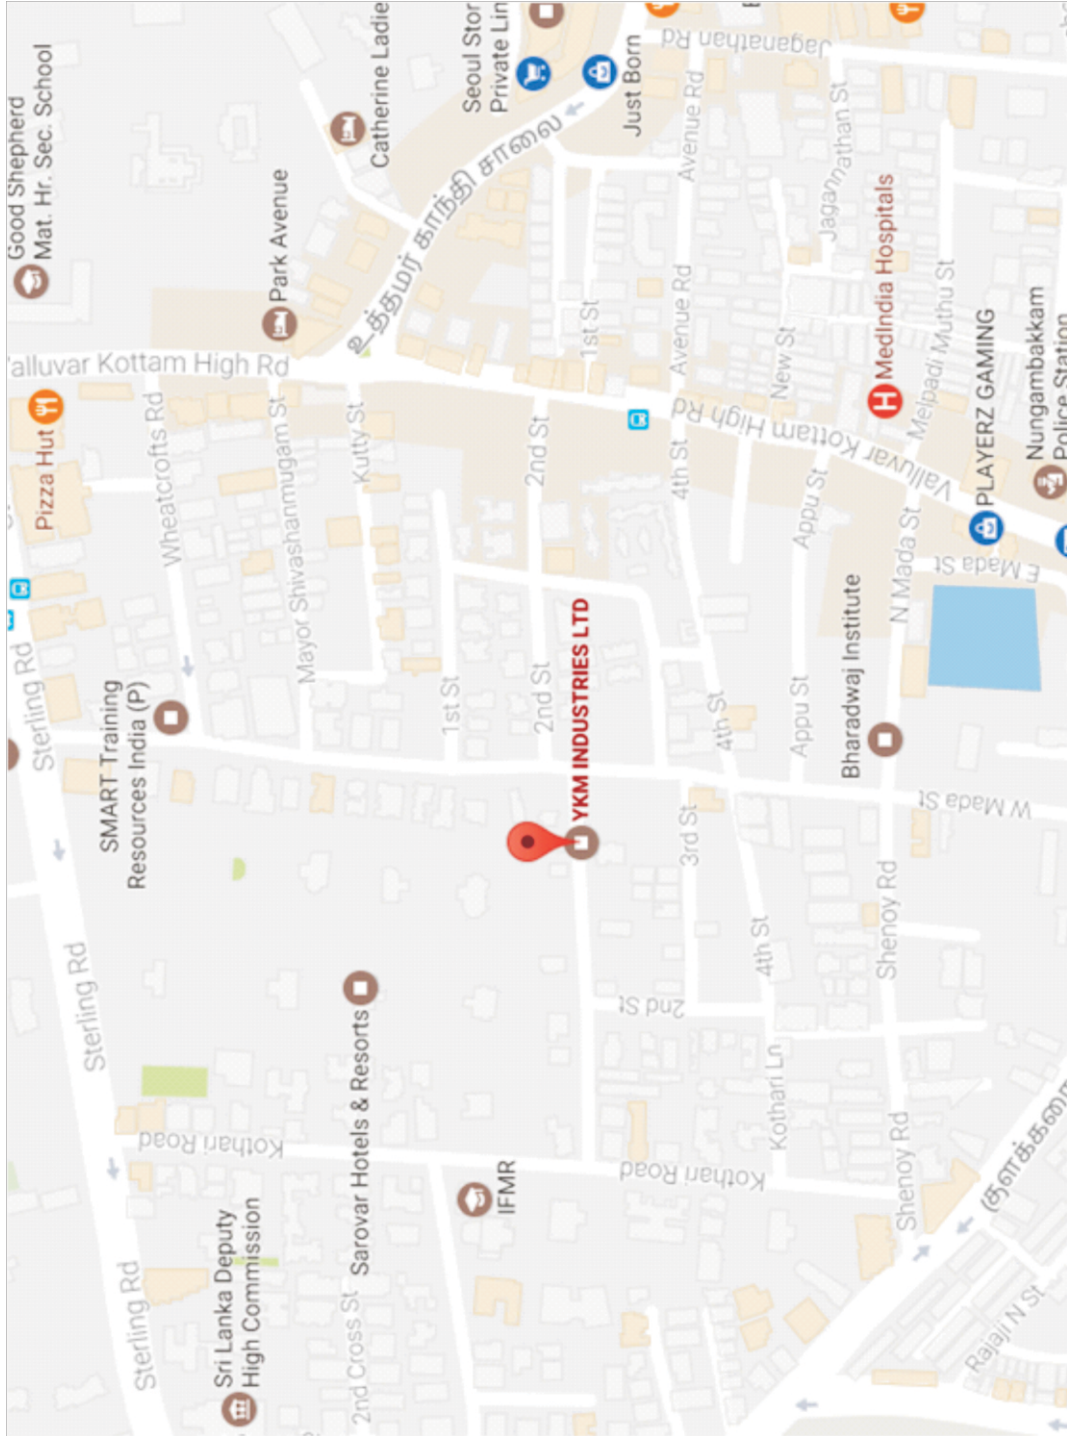 Good Shepherd
Mat. Hr. Sec. School
Pizza Hut
Sterling Rd
SMART Training
Resources India (P)
Sterling Rd
Sterling Rd
alluvar Kottam High Rd
Wheatcrofts Rd
Kothari Road
Sri Lanka Deputy
High Commission
Park Avenue
Mayor Shivashanmugam St
Kutty St
Sarovar Hotels & Resorts
2nd Cross St
Catherine Ladie
உத்தமர் காந்தி சாலை
1st St
Seoul Stor
Private Lin
IFMR
2nd St
2nd St
YKM INDUSTRIES LTD
1st St
Just Born
Jaganathan Rd
Avenue Rd
Avenue Rd
Valluvar Kottam High Rd
4th St
4th St
3rd St
2nd St
Kothari Road
4th St
Kothari Ln
New St
Appu St
Appu St
Jagannathan St
MedIndia Hospitals
Bharadwaj Institute
Melpadi Muthu St
N Mada St
Shenoy Rd
Shenoy Rd
Valluvar
E Mada St
W Mada St
PLAYERZ GAMING
Nungambakkam
Police Station
Rajaji N St